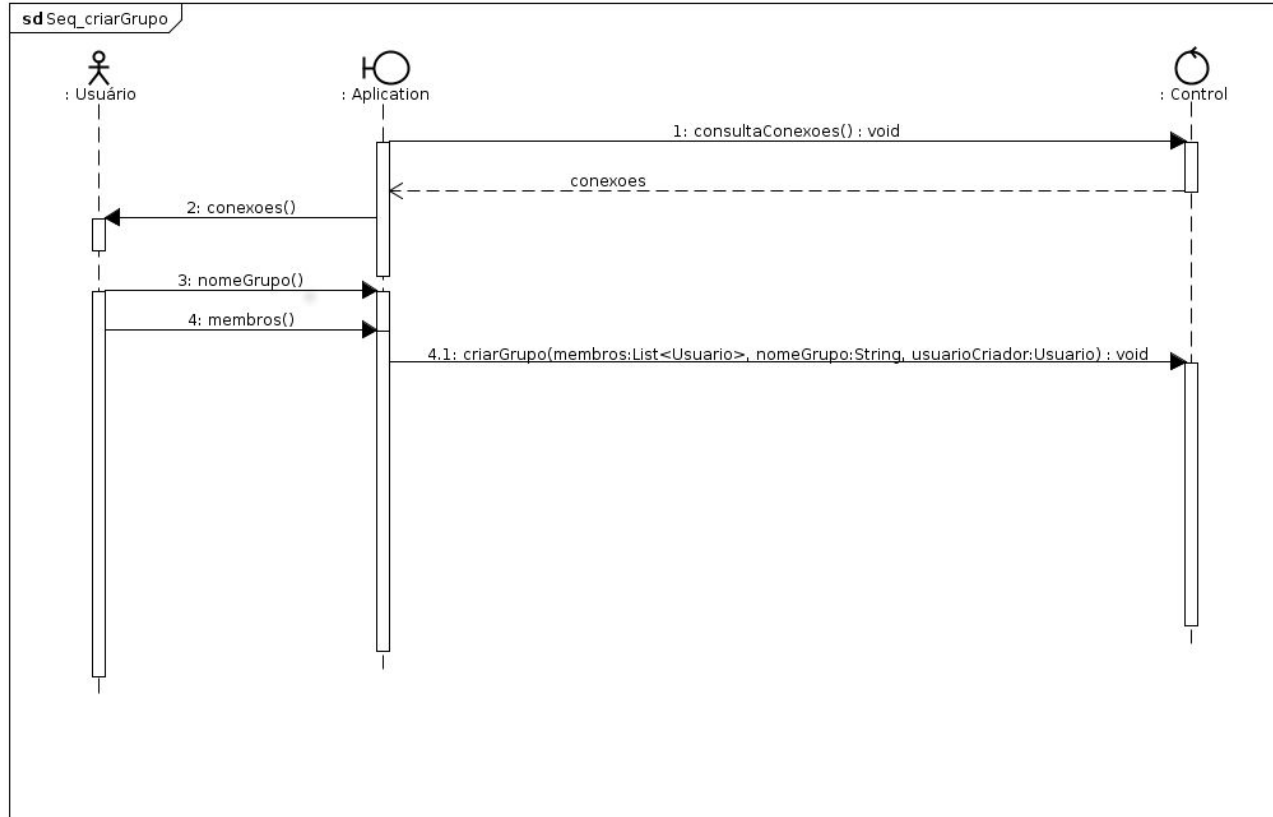 sd Seq_criarGrupo
: Usuário
: Aplication
: Control
1: consultaConexoes() : void
conexoes
2: conexoes()
3: nomeGrupo()
4: membros()
4.1: criarGrupo(membros:List<Usuario>, nomeGrupo:String, usuarioCriador:Usuario) : void